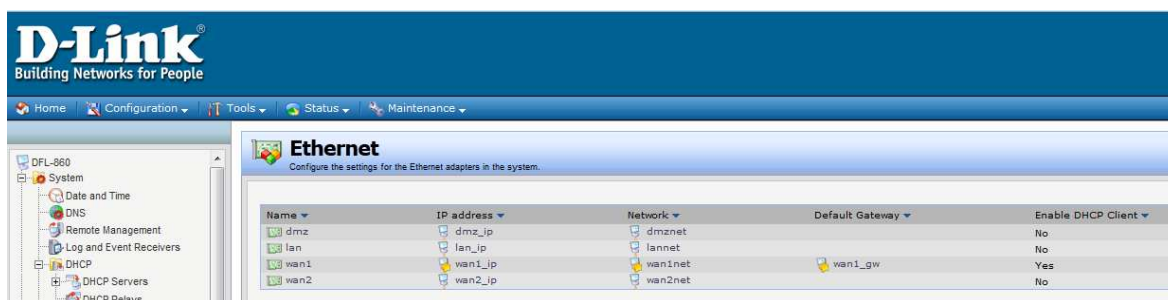 D-Link®
Building Networks for People
Home Configuration Tools Status Maintenance
Ethernet
Configure the settings for the Ethernet adapters in the system.
DFL-860
System
Date and Time
DNS
Remote Management
Log and Event Receivers
DHCP
DHCP Servers
DHCP Relays
Name IP address Network Default Gateway Enable DHCP Client
dmz dmz_ip dmznet No
lan lan_ip lannet No
wan1 wan1_ip wan1net wan1_gw Yes
wan2 wan2_ip wan2net No